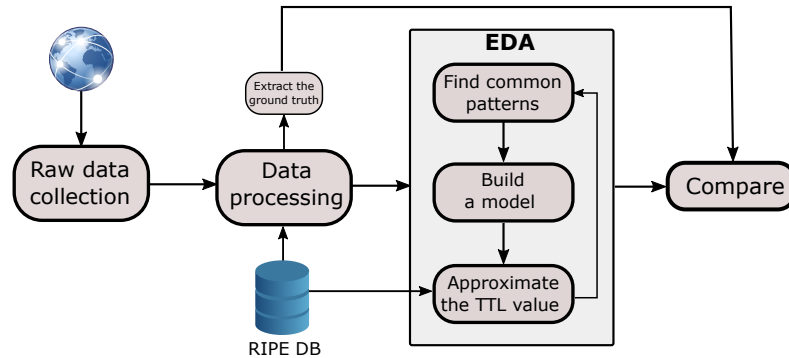 EDA
Extract the
ground truth
Find common
patterns
Raw data
collection
Data
processing
Build
a model
Compare
Approximate
the TTL value
RIPE DB